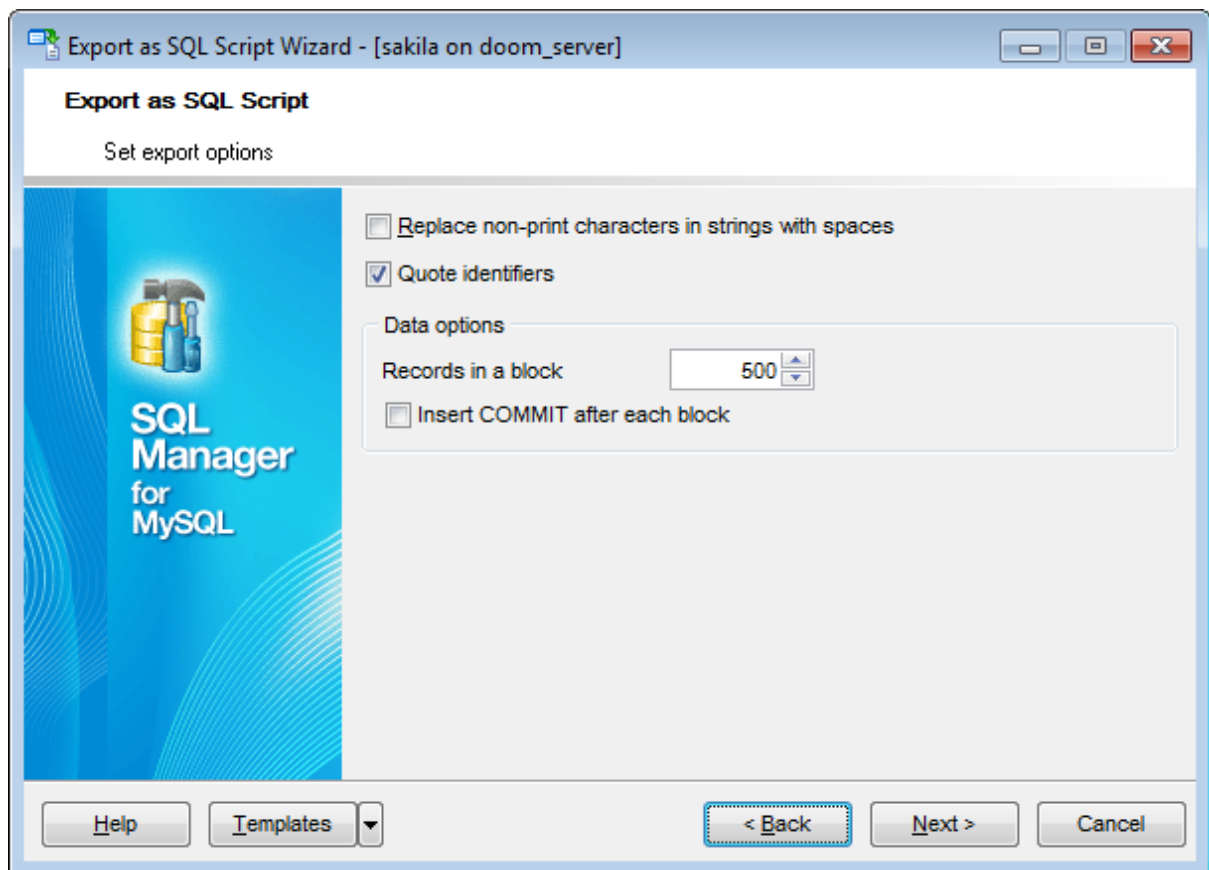 Export as SQL Script Wizard - [sakila on doom_server]
Export as SQL Script
Set export options
Replace non-print characters in strings with spaces
Quote identifiers
Data options
Records in a block 500
Insert COMMIT after each block
SQL
Manager
for
MySQL
Help Templates < Back Next > Cancel